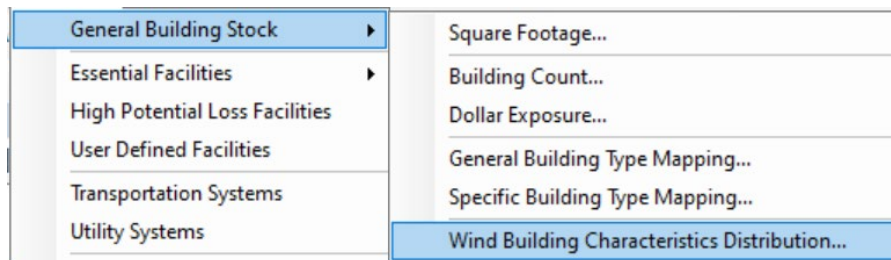 General Building Stock
Essential Facilities
High Potential Loss Facilities
User Defined Facilities
Transportation Systems
Utility Systems
Square Footage...
Building Count...
Dollar Exposure...
General Building Type Mapping...
Specific Building Type Mapping...
Wind Building Characteristics Distribution...